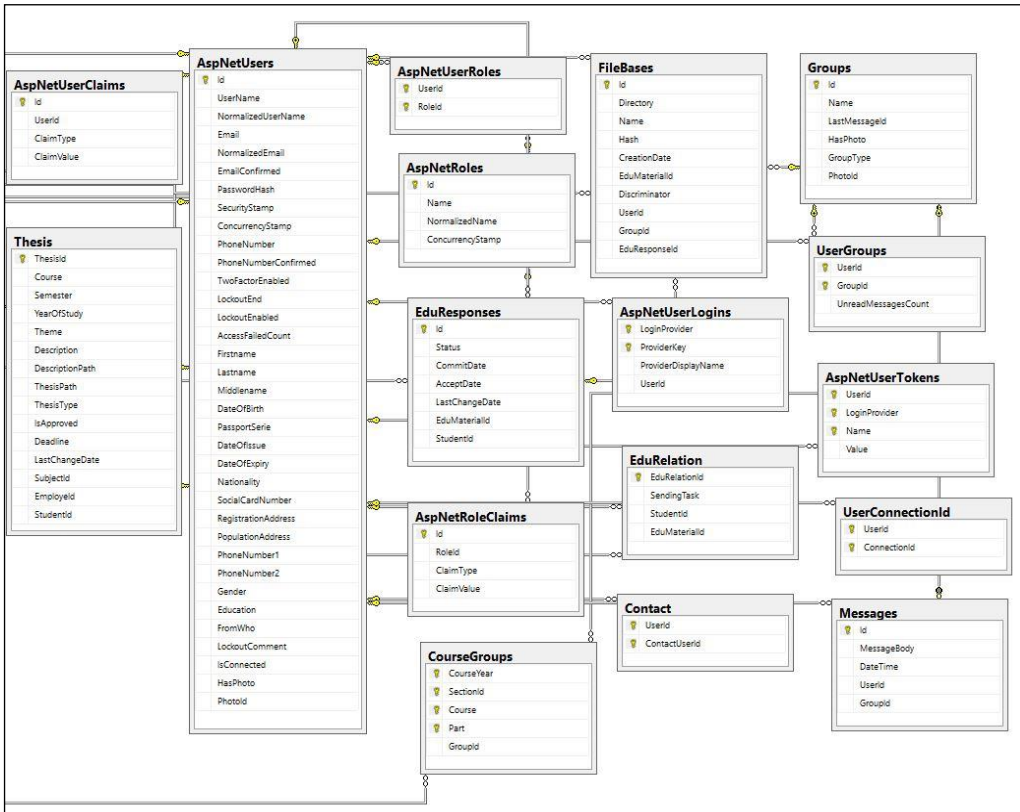 AspNetUserClaims
Id
UserId
ClaimType
ClaimValue
Thesis
ThesisId
Course
Semester
YearOfStudy
Theme
Description
DescriptionPath
ThesisPath
ThesisType
IsApproved
Deadline
LastChangeDate
SubjectId
EmployeId
StudentId
AspNetUsers
Id
UserName
NormalizedUserName
Email
NormalizedEmail
EmailConfirmed
PasswordHash
SecurityStamp
ConcurrencyStamp
PhoneNumber
PhoneNumberConfirmed
TwoFactorEnabled
LockoutEnd
LockoutEnabled
AccessFailedCount
Firstname
Lastname
Middlename
DateOfBirth
PassportSerie
DateOfIssue
DateOfExpiry
Nationality
SocialCardNumber
RegistrationAddress
PopulationAddress
PhoneNumber1
PhoneNumber2
Gender
Education
FromWho
LockoutComment
IsConnected
HasPhoto
PhotoId
AspNetUserRoles
UserId
RoleId
AspNetRoles
Id
Name
NormalizedName
ConcurrencyStamp
EduResponses
Id
Status
CommitDate
AcceptDate
LastChangeDate
EduMaterialId
StudentId
AspNetRoleClaims
Id
RoleId
ClaimType
ClaimValue
CourseGroups
CourseYear
SectionId
Course
Part
GroupId
FileBases
Id
Directory
Name
Hash
CreationDate
EduMaterialId
Discriminator
UserId
GroupId
EduResponseId
AspNetUserLogins
LoginProvider
ProviderKey
ProviderDisplayName
UserId
EduRelation
EduRelationId
SendingTask
StudentId
EduMaterialId
Contact
UserId
ContactUserId
Groups
Id
Name
LastMessageId
HasPhoto
GroupType
PhotoId
UserGroups
UserId
GroupId
UnreadMessagesCount
AspNetUserTokens
UserId
LoginProvider
Name
Value
UserConnectionId
UserId
ConnectionId
Messages
Id
MessageBody
DateTime
UserId
GroupId